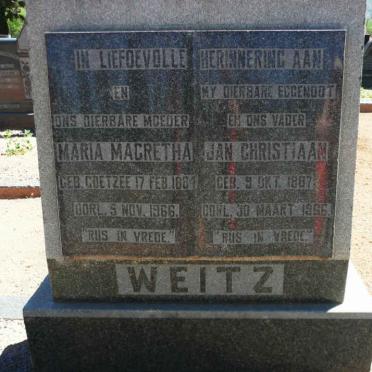 IN LIEFDEVOLLE HERINNERING AAN
EN MY DIERBARE EGGENOOT
ONS DIERBARE MOEDER EN ONS VADER
MARIA MAGRETHA JAN CHRISTIAAN
GEB. COETZEE 17 FEB. GEB. 9 OKT. 1887
OORL. 5 NOV. 1966. OORL. 30 MAART 1956.
"RUS IN VREDE." "RUS IN VREDE."
WEITZ